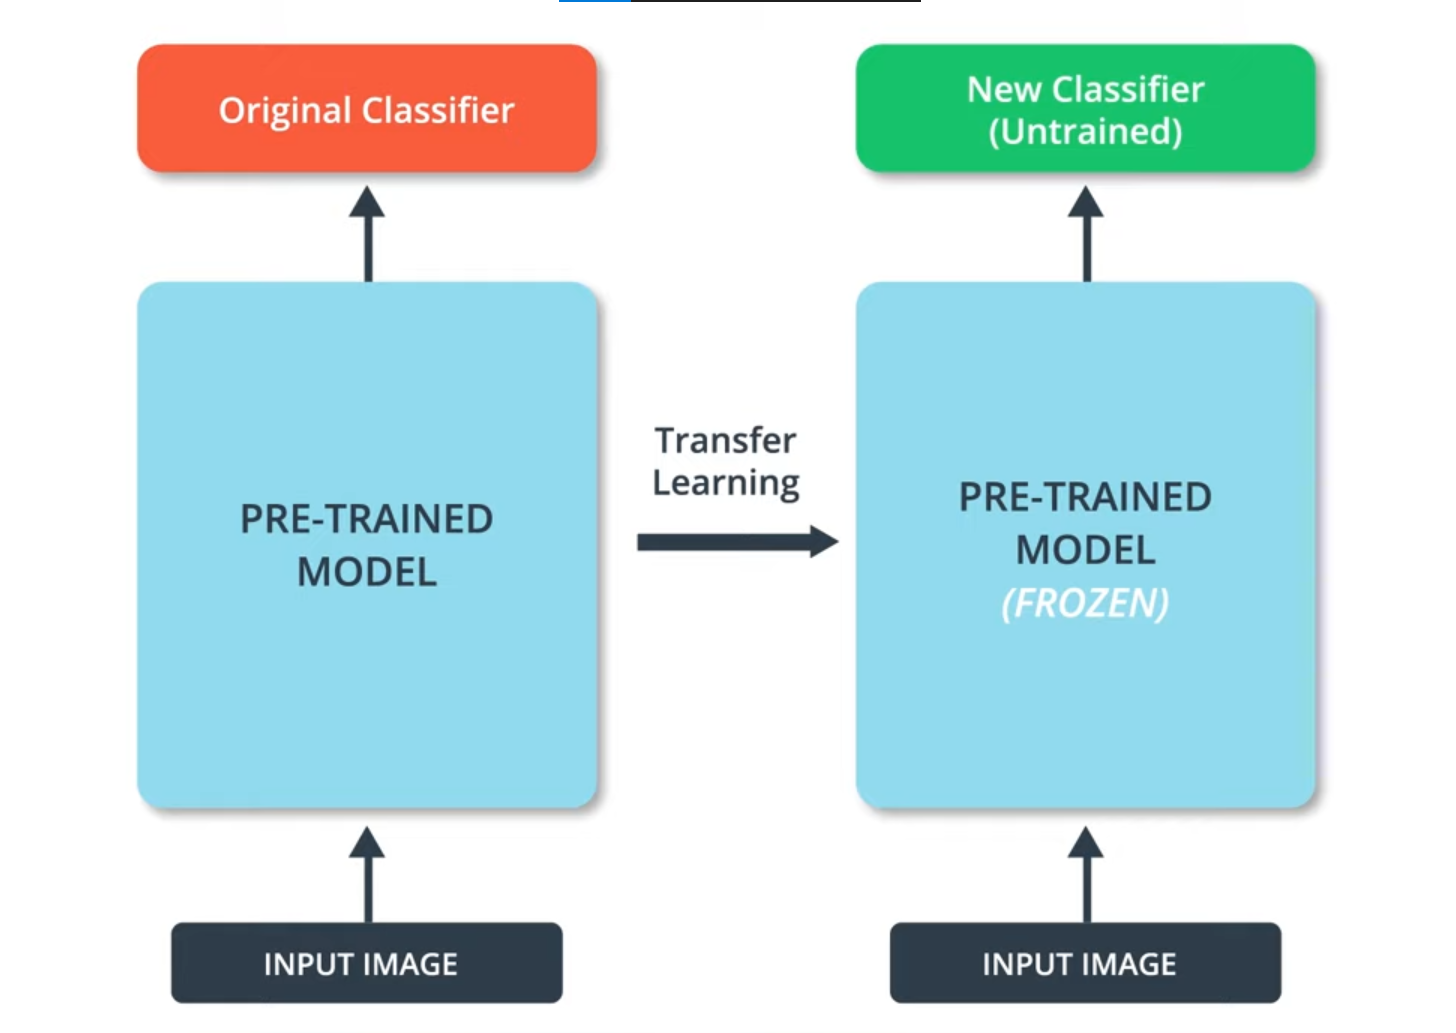 Original Classifier
New Classifier
(Untrained)
PRE-TRAINED
MODEL
Transfer
Learning
PRE-TRAINED
MODEL
(FROZEN)
INPUT IMAGE
INPUT IMAGE